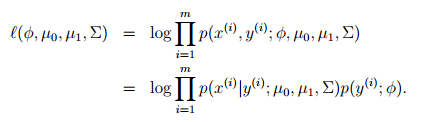 ℓ(ϕ, μ₀, μ₁, Σ) = log ∏ᵢ₌₁ᵐ p(x⁽ⁱ⁾, y⁽ⁱ⁾; ϕ, μ₀, μ₁, Σ)
= log ∏ᵢ₌₁ᵐ p(x⁽ⁱ⁾|y⁽ⁱ⁾; μ₀, μ₁, Σ)p(y⁽ⁱ⁾; ϕ).